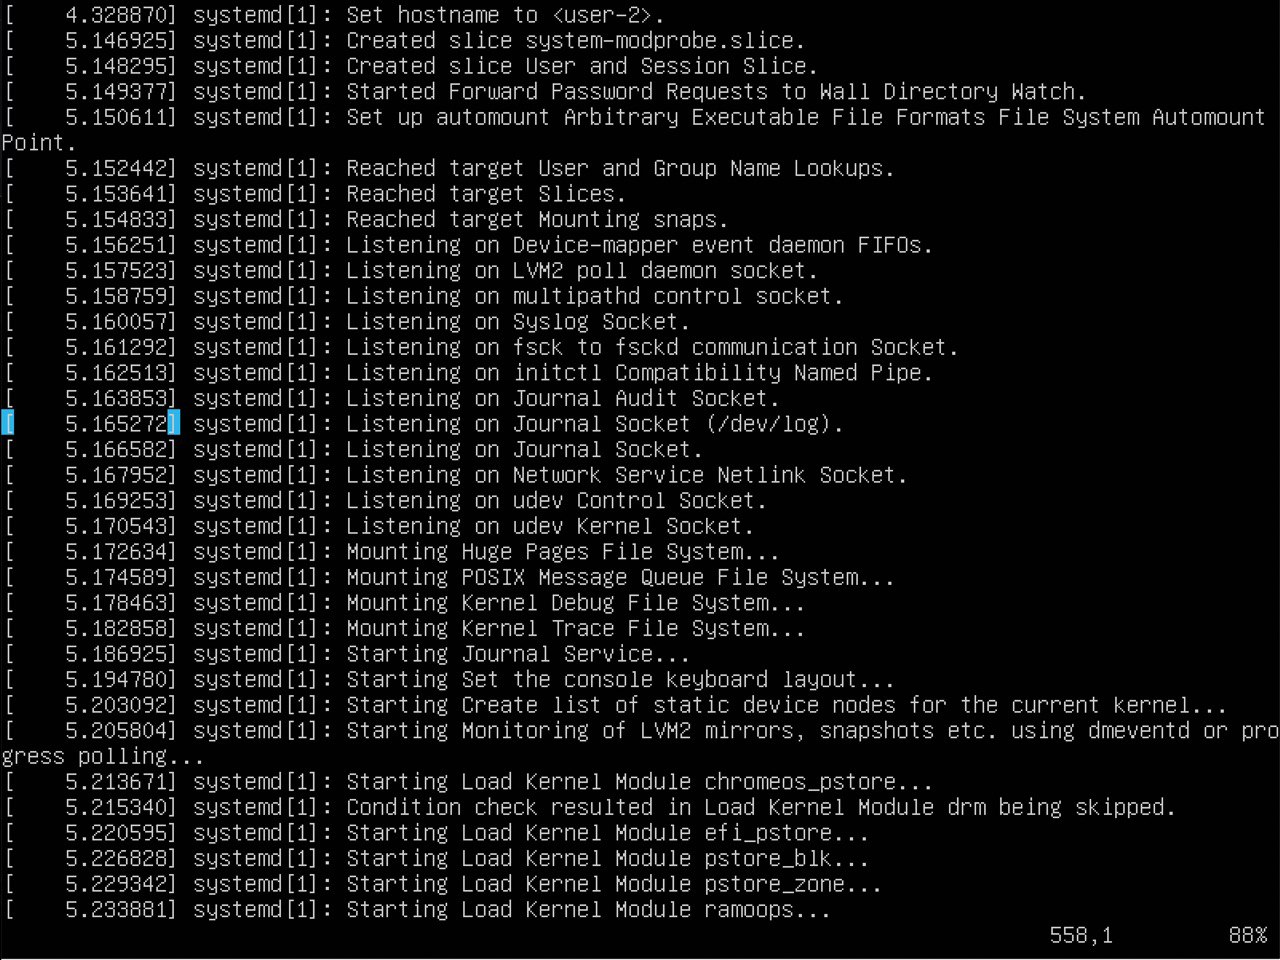 [    4.328870] systemd[1]: Set hostname to <user-2>.
[    5.146925] systemd[1]: Created slice system-modprobe.slice.
[    5.148295] systemd[1]: Created slice User and Session Slice.
[    5.149377] systemd[1]: Started Forward Password Requests to Wall Directory Watch.
[    5.150611] systemd[1]: Set up automount Arbitrary Executable File Formats File System Automount
Point.
[    5.152442] systemd[1]: Reached target User and Group Name Lookups.
[    5.153641] systemd[1]: Reached target Slices.
[    5.154833] systemd[1]: Reached target Mounting snaps.
[    5.156251] systemd[1]: Listening on Device-mapper event daemon FIFOs.
[    5.157523] systemd[1]: Listening on LVM2 poll daemon socket.
[    5.158759] systemd[1]: Listening on multipathd control socket.
[    5.160057] systemd[1]: Listening on Syslog Socket.
[    5.161292] systemd[1]: Listening on fsck to fsckd communication Socket.
[    5.162513] systemd[1]: Listening on initctl Compatibility Named Pipe.
[    5.163853] systemd[1]: Listening on Journal Audit Socket.
[    5.165272] systemd[1]: Listening on Journal Socket (/dev/log).
[    5.166582] systemd[1]: Listening on Journal Socket.
[    5.167952] systemd[1]: Listening on Network Service Netlink Socket.
[    5.169253] systemd[1]: Listening on udev Control Socket.
[    5.170543] systemd[1]: Listening on udev Kernel Socket.
[    5.172634] systemd[1]: Mounting Huge Pages File System...
[    5.174589] systemd[1]: Mounting POSIX Message Queue File System...
[    5.178463] systemd[1]: Mounting Kernel Debug File System...
[    5.182858] systemd[1]: Mounting Kernel Trace File System...
[    5.186925] systemd[1]: Starting Journal Service...
[    5.194780] systemd[1]: Starting Set the console keyboard layout...
[    5.203092] systemd[1]: Starting Create list of static device nodes for the current kernel...
[    5.205804] systemd[1]: Starting Monitoring of LVM2 mirrors, snapshots etc. using dmeventd or pro
gress polling...
[    5.213671] systemd[1]: Starting Load Kernel Module chromeos_pstore...
[    5.215340] systemd[1]: Condition check resulted in Load Kernel Module drm being skipped.
[    5.220595] systemd[1]: Starting Load Kernel Module efi_pstore...
[    5.226828] systemd[1]: Starting Load Kernel Module pstore_blk...
[    5.229342] systemd[1]: Starting Load Kernel Module pstore_zone...
[    5.233881] systemd[1]: Starting Load Kernel Module ramoops...
558,1 88%